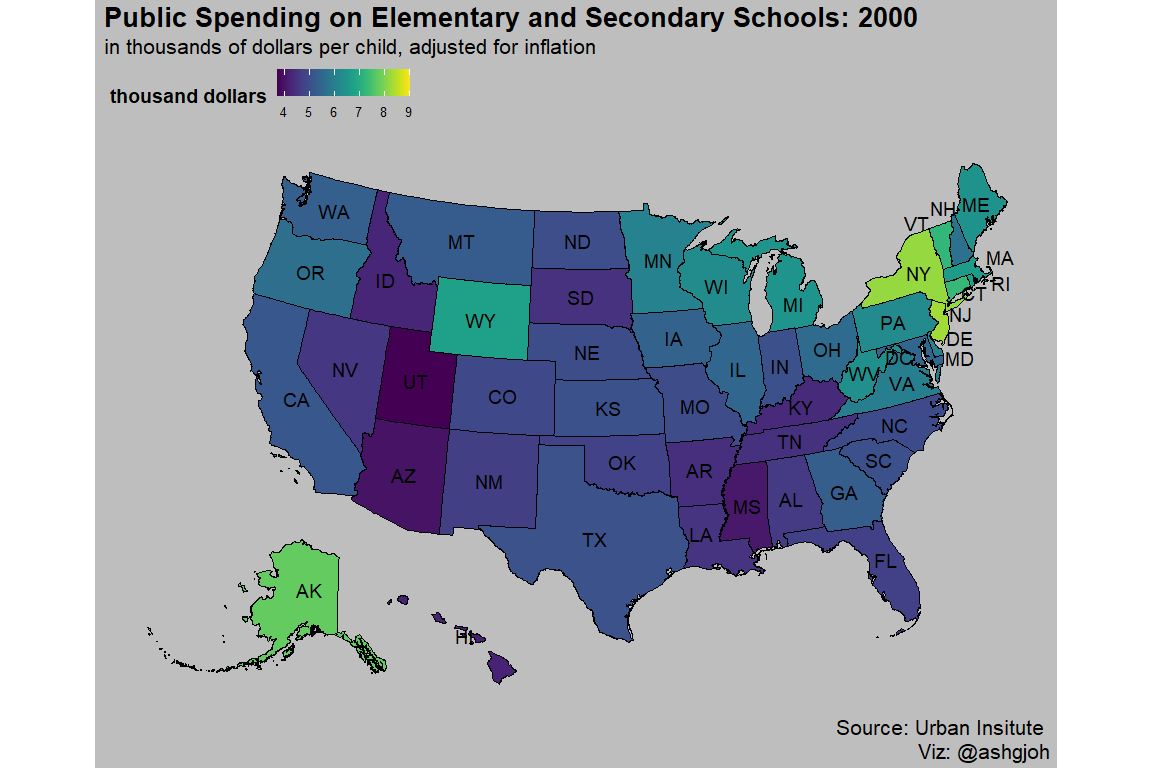 Public Spending on Elementary and Secondary Schools: 2000
in thousands of dollars per child, adjusted for inflation
thousand dollars
4 5 6 7 8 9
WA
MT
ND
MN
VT
NH
ME
OR
ID
SD
WI
MI
NY
MA
RI
CT
WY
NJ
PA
IA
NE
DE
NV
UT
CO
IL
IN
OH
DC
MD
WV
VA
CA
KS
MO
KY
NC
TN
AZ
NM
OK
AR
SC
MS
AL
GA
TX
LA
FL
AK
HI
Source: Urban Insitute
Viz: @ashgjoh